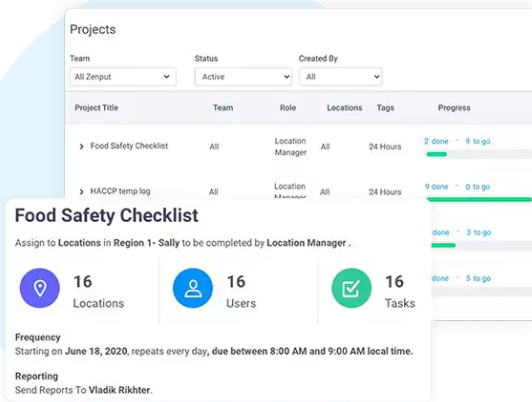 Projects
Team Status Created By
All Zenput Active All
Project Title Team Role Locations Tags Progress
Food Safety Checklist All Location Manager All 24 Hours 2 done - 9 to go
HACCP temp log All Location Manager All 24 Hours 9 done - 0 to go
done - 3 to go
done - 5 to go
Food Safety Checklist
Assign to Locations in Region 1- Sally to be completed by Location Manager .
16 Locations
16 Users
16 Tasks
Frequency
Starting on June 18, 2020, repeats every day, due between 8:00 AM and 9:00 AM local time.
Reporting
Send Reports To Vladik Rikhter.